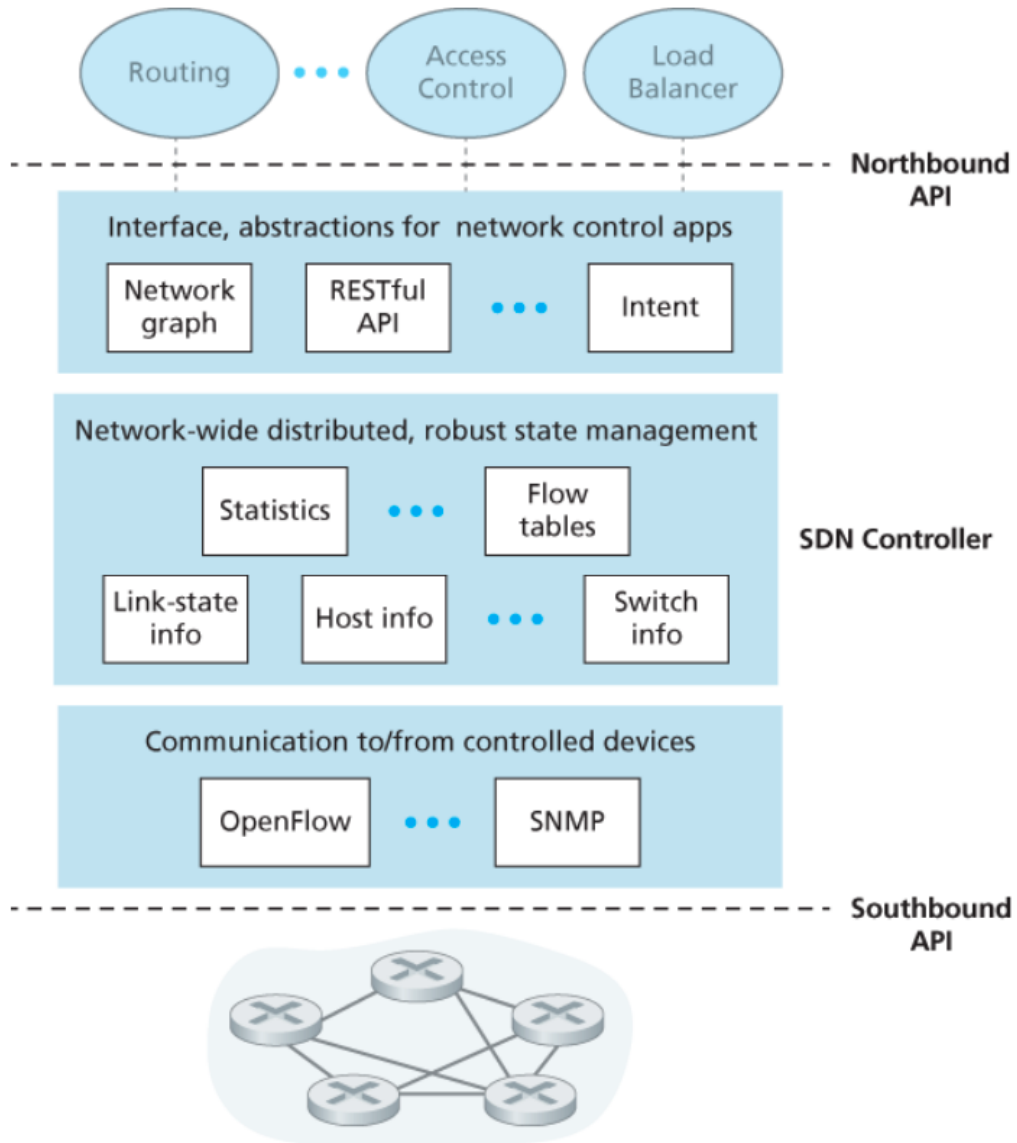 Routing
Access
Control
Load
Balancer
Northbound
API
Interface, abstractions for network control apps
Network
graph
RESTful
API
Intent
Network-wide distributed, robust state management
Statistics
Flow
tables
SDN Controller
Link-state
info
Host info
Switch
info
Communication to/from controlled devices
OpenFlow
SNMP
Southbound
API